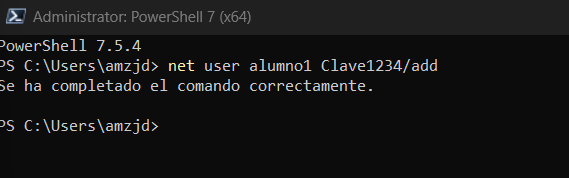 Administrator: PowerShell 7 (x64)
PowerShell 7.5.4
PS C:\Users\amzjd> net user alumno1 Clave1234/add
Se ha completado el comando correctamente.
PS C:\Users\amzjd>